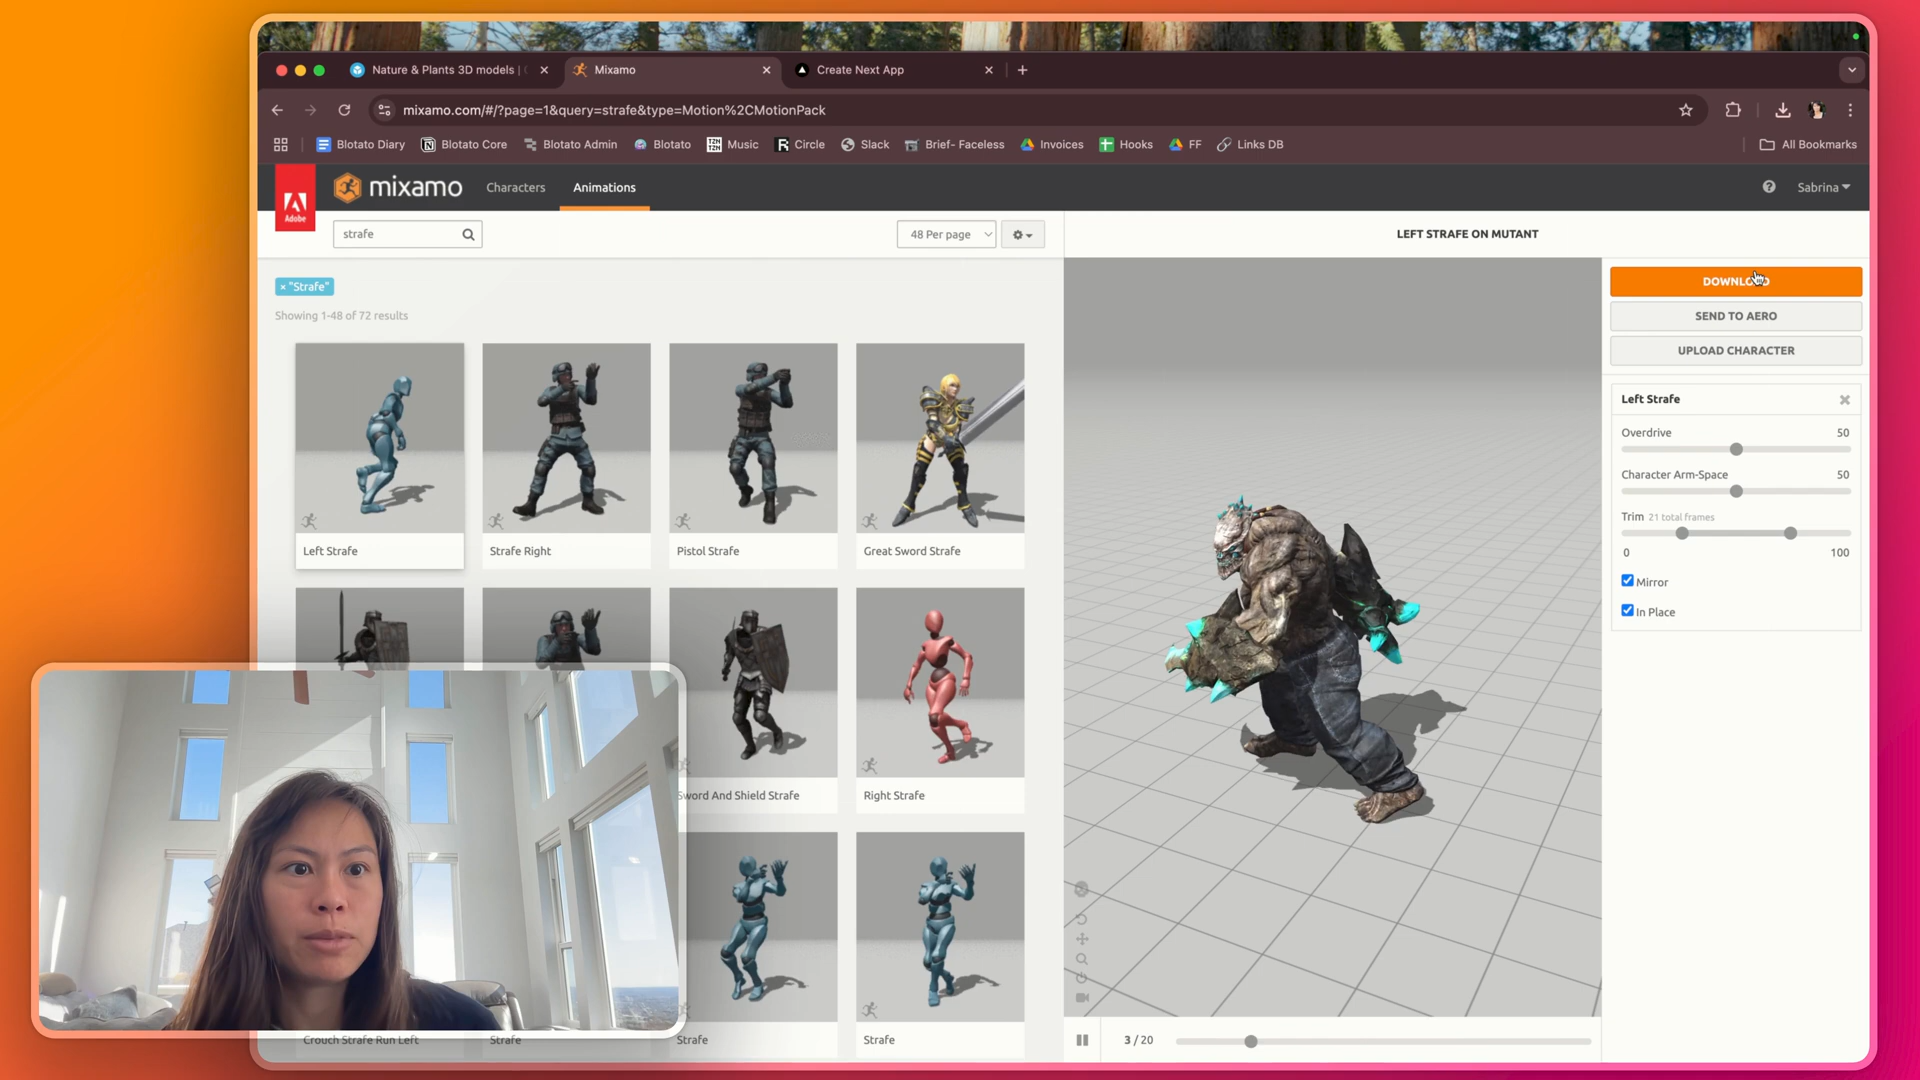 Nature & Plants 3D models |
Mixamo
Create Next App
mixamo.com/#/?page=1&query=strafe&type=Motion%2CMotionPack
Blotato Diary
Blotato Core
Blotato Admin
Blotato
Music
Circle
Slack
Brief- Faceless
Invoices
Hooks
FF
Links DB
All Bookmarks
Adobe
mixamo
Characters
Animations
Sabrina
strafe
48 Per page
LEFT STRAFE ON MUTANT
× "Strafe"
Showing 1-48 of 72 results
DOWNLOAD
SEND TO AERO
UPLOAD CHARACTER
Left Strafe
Overdrive 50
Character Arm-Space 50
Trim 21 total frames
0 100
Mirror
In Place
Left Strafe
Strafe Right
Pistol Strafe
Great Sword Strafe
Sword And Shield Strafe
Right Strafe
Crouch Strafe Run Left
Strafe
Strafe
Strafe
3 / 20